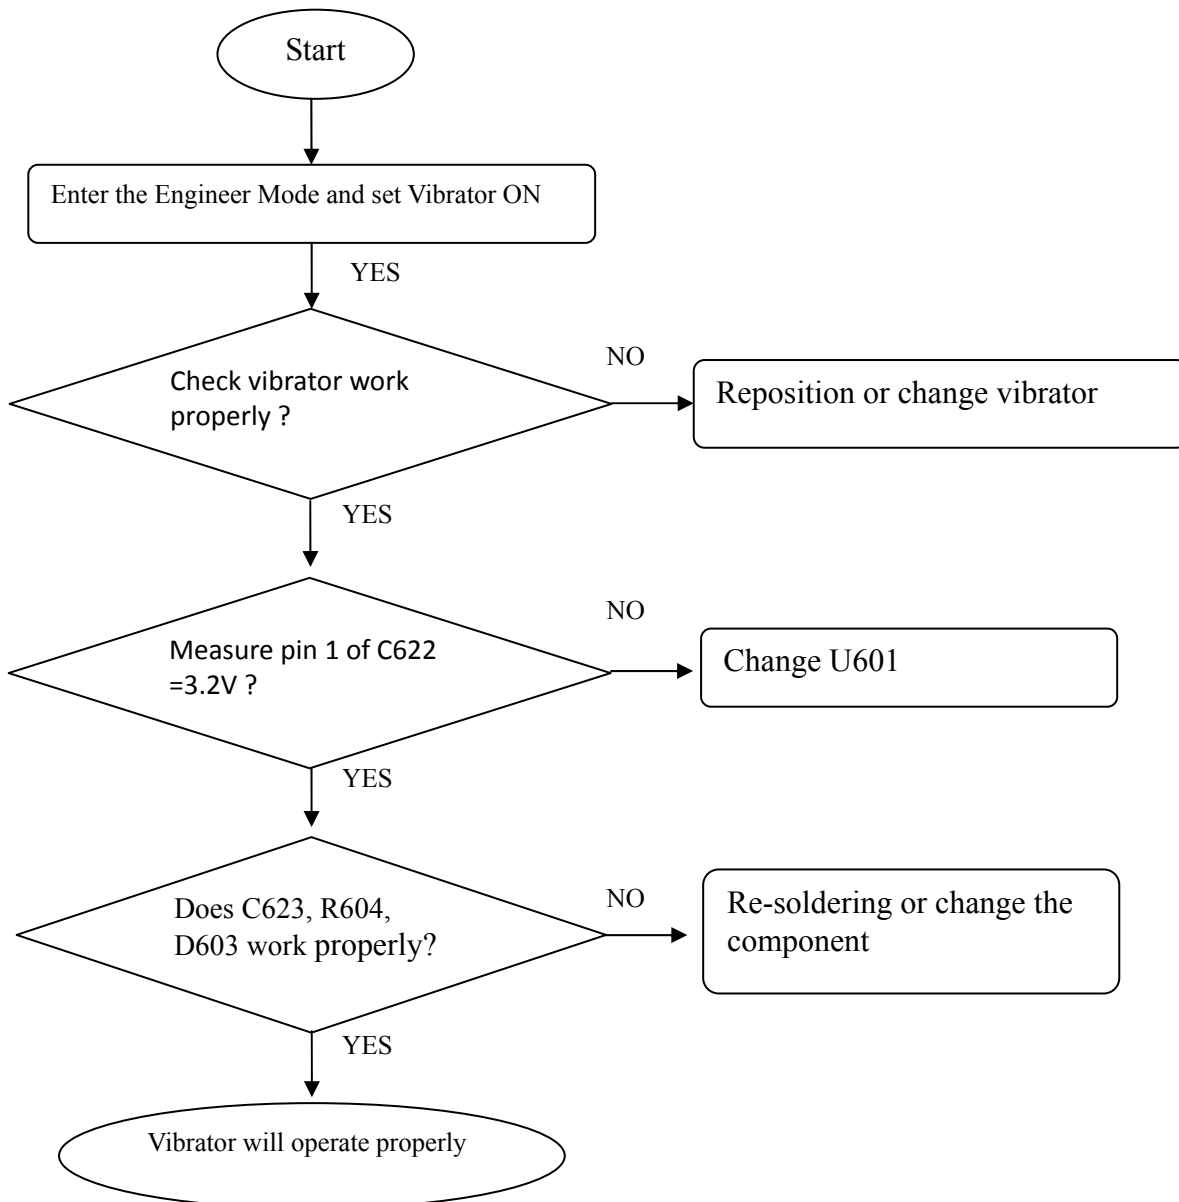 Start
Enter the Engineer Mode and set Vibrator ON
YES
Check vibrator work
properly ?
NO
Reposition or change vibrator
YES
Measure pin 1 of C622
=3.2V ?
NO
Change U601
YES
Does C623, R604,
D603 work properly?
NO
Re-soldering or change the
component
YES
Vibrator will operate properly